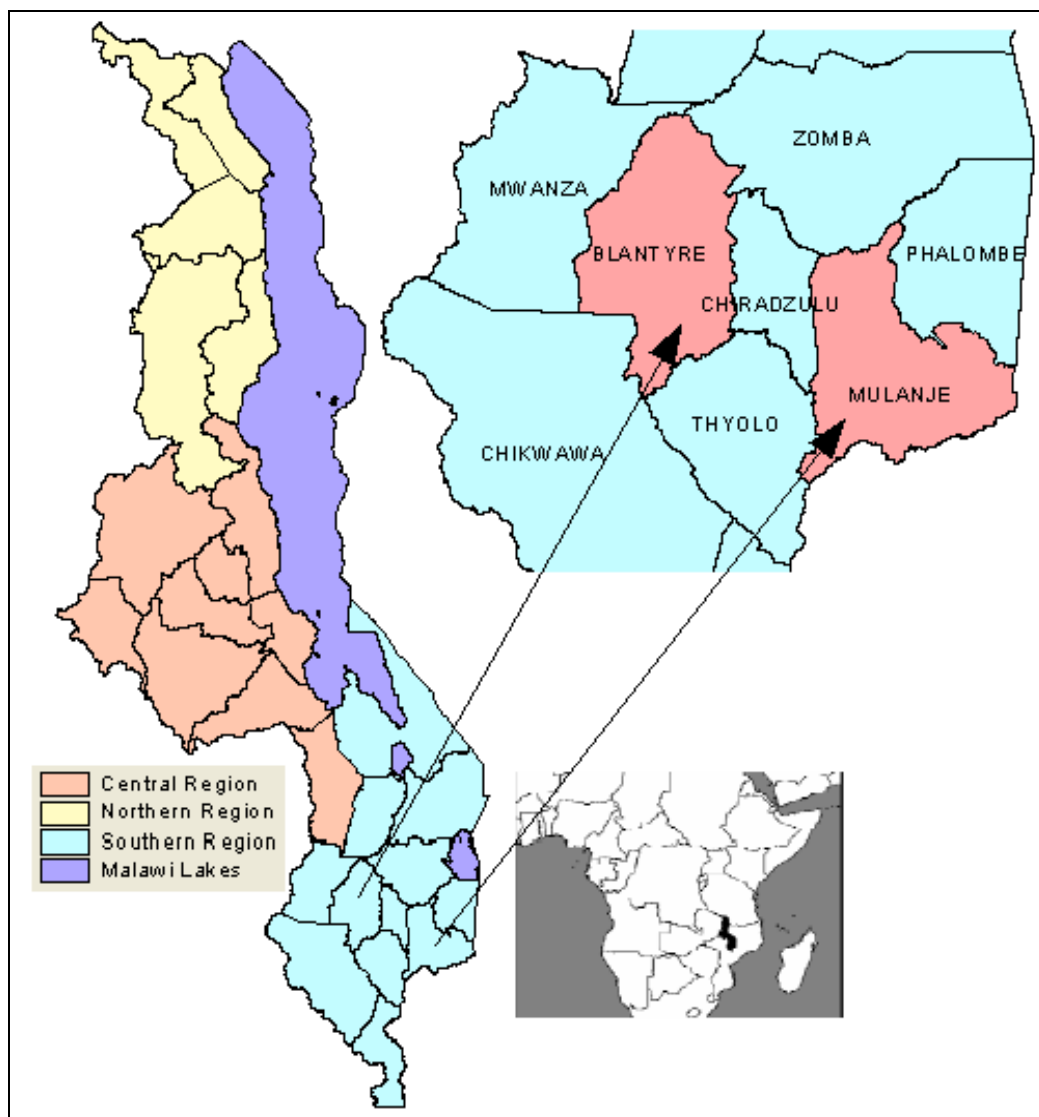 ZOMBA
MWANZA
BLANTYRE
PHALOMBE
CHIRADZULU
MULANJE
THYOLO
CHIKWAWA
Central Region
Northern Region
Southern Region
Malawi Lakes